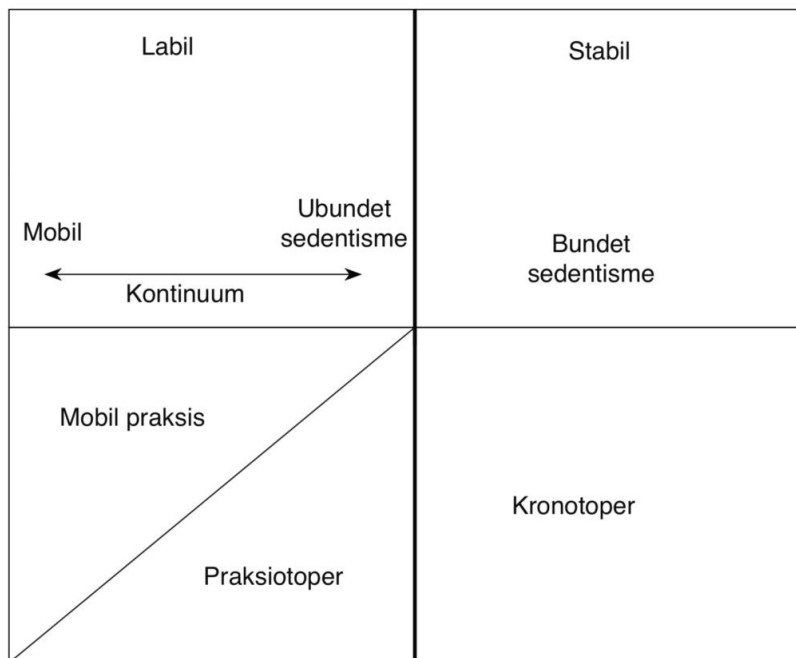 Labil
Stabil
Mobil
Ubundet
sedentisme
Kontinuum
Bundet
sedentisme
Mobil praksis
Praksiotoper
Kronotoper